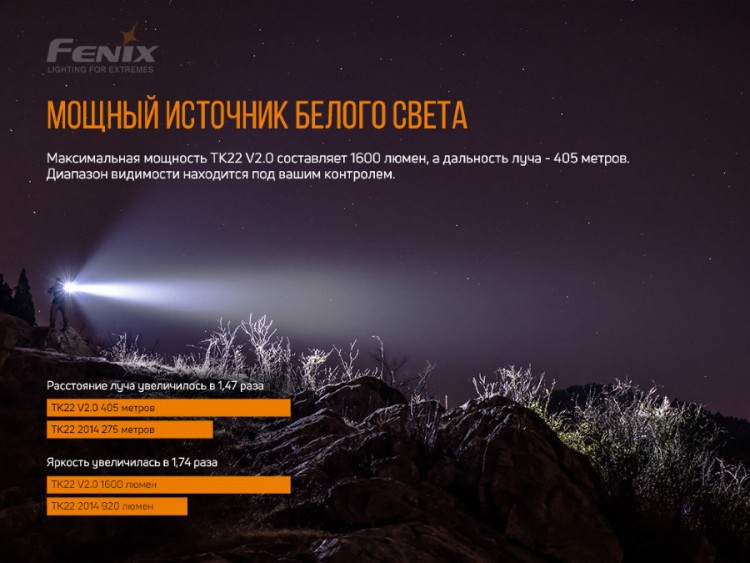 FENIX
LIGHTING FOR EXTREMES
МОЩНЫЙ ИСТОЧНИК БЕЛОГО СВЕТА
Максимальная мощность TK22 V2.0 составляет 1600 люмен, а дальность луча - 405 метров.
Диапазон видимости находится под вашим контролем.
Расстояние луча увеличилось в 1,47 раза
TK22 V2.0 405 метров
TK22 2014 275 метров
Яркость увеличилась в 1,74 раза
TK22 V2.0 1600 люмен
TK22 2014 920 люмен